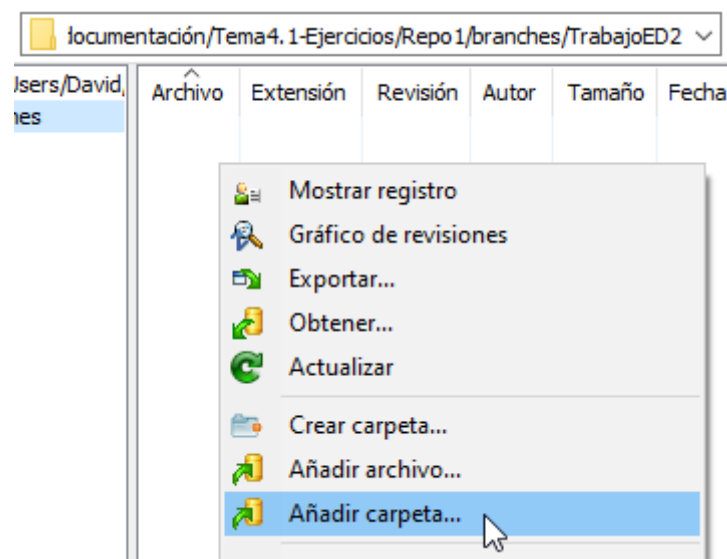 locumentación/Tema4.1-Ejercicios/Repo1/branches/TrabajoED2
Jsers/David,
nes
Archivo Extensión Revisión Autor Tamaño Fecha
Mostrar registro
Gráfico de revisiones
Exportar...
Obtener...
Actualizar
Crear carpeta...
Añadir archivo...
Añadir carpeta...